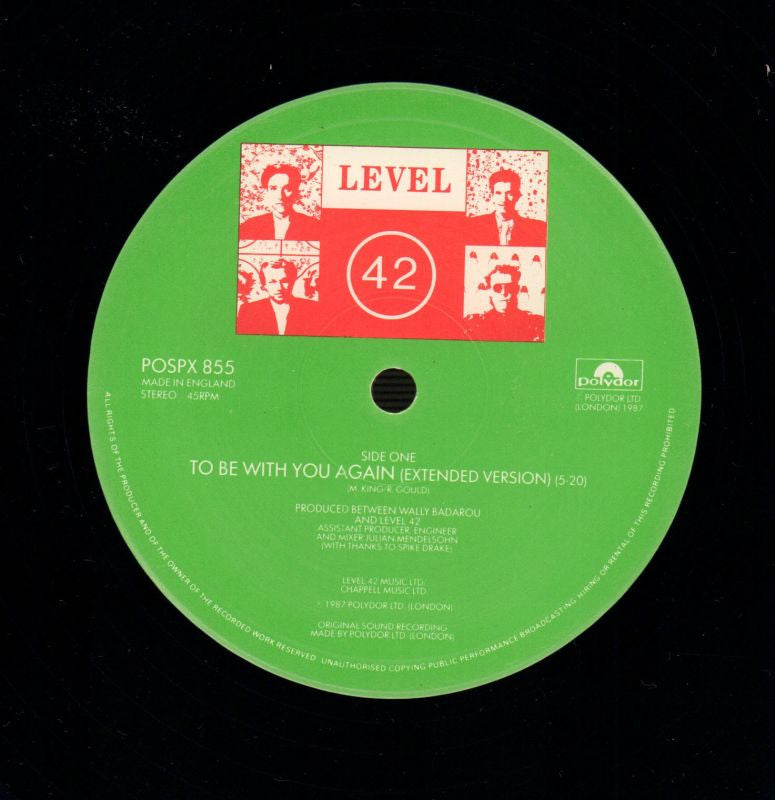 LEVEL
42
POSPX 855
MADE IN ENGLAND
STEREO 45RPM
polydor
℗ POLYDOR LTD.
(LONDON) 1987
SIDE ONE
TO BE WITH YOU AGAIN (EXTENDED VERSION) (5·20)
(M. KING/R. GOULD)
PRODUCED BETWEEN WALLY BADAROU
AND LEVEL 42
ASSISTANT PRODUCER, ENGINEER
AND MIXER JULIAN MENDELSOHN
(WITH THANKS TO SPIKE DRAKE)
LEVEL 42 MUSIC LTD/
CHAPPELL MUSIC LTD
℗ 1987 POLYDOR LTD. (LONDON)
ORIGINAL SOUND RECORDING
MADE BY POLYDOR LTD. (LONDON)
ALL RIGHTS OF THE PRODUCER AND OF THE OWNER OF THE RECORDED WORK RESERVED UNAUTHORISED COPYING PUBLIC PERFORMANCE BROADCASTING HIRING OR RENTAL OF THIS RECORDING PROHIBITED